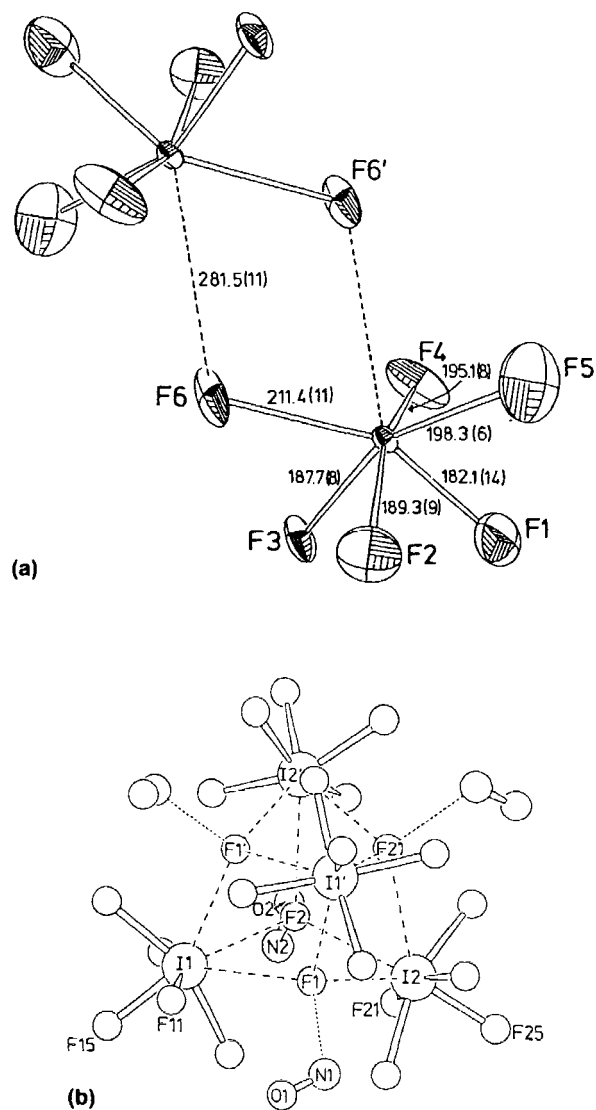 F6'
281.5(11)
F4
195.1(8)
F5
F6
211.4(11)
198.3(6)
187.7(8)
182.1(14)
189.3(9)
F3
F2
F1
(a)
I2'
F1'
F2'
I1'
O2
F2
N2
I1
F1
I2
F11
F21
F15
F25
N1
O1
(b)